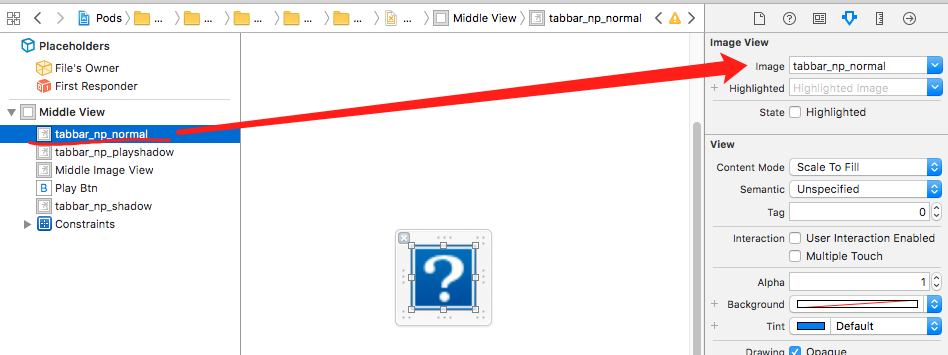 Pods
Middle View
tabbar_np_normal
Placeholders
File's Owner
First Responder
Middle View
tabbar_np_normal
tabbar_np_playshadow
Middle Image View
B Play Btn
tabbar_np_shadow
Constraints
?
Image View
Image tabbar_np_normal
Highlighted Highlighted Image
State Highlighted
View
Content Mode Scale To Fill
Semantic Unspecified
Tag 0
Interaction User Interaction Enabled
Multiple Touch
Alpha 1
Background
Tint Default
Drawing Opaque